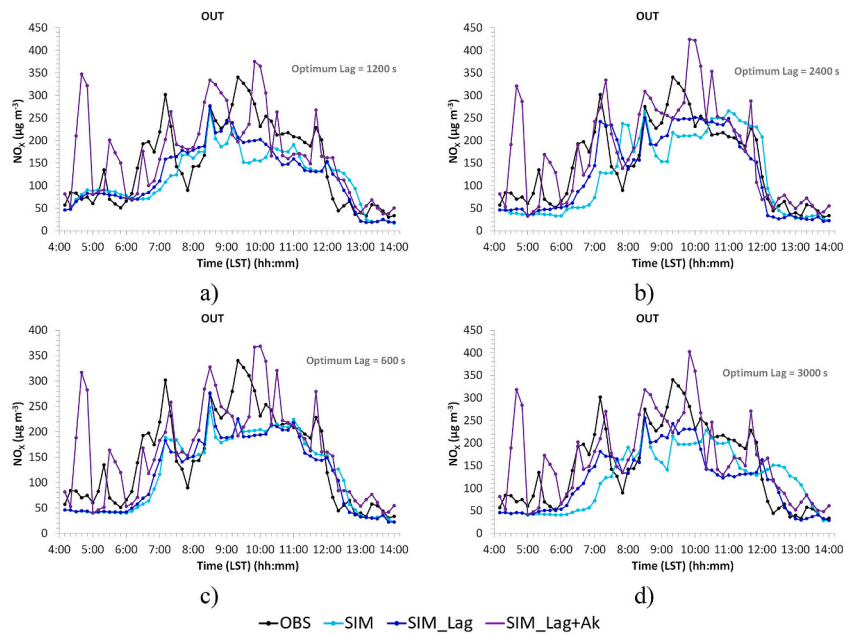 OUT
Optimum Lag = 1200 s
NOX (µg m-3)
450
400
350
300
250
200
150
100
50
0
4:00 5:00 6:00 7:00 8:00 9:00 10:00 11:00 12:00 13:00 14:00
Time (LST) (hh:mm)
a)
OUT
Optimum Lag = 2400 s
NOX (µg m-3)
450
400
350
300
250
200
150
100
50
0
4:00 5:00 6:00 7:00 8:00 9:00 10:00 11:00 12:00 13:00 14:00
Time (LST) (hh:mm)
b)
OUT
Optimum Lag = 600 s
NOX (µg m-3)
400
350
300
250
200
150
100
50
0
4:00 5:00 6:00 7:00 8:00 9:00 10:00 11:00 12:00 13:00 14:00
Time (LST) (hh:mm)
c)
OUT
Optimum Lag = 3000 s
NOX (µg m-3)
450
400
350
300
250
200
150
100
50
0
4:00 5:00 6:00 7:00 8:00 9:00 10:00 11:00 12:00 13:00 14:00
Time (LST) (hh:mm)
d)
OBS SIM SIM_Lag SIM_Lag+Ak